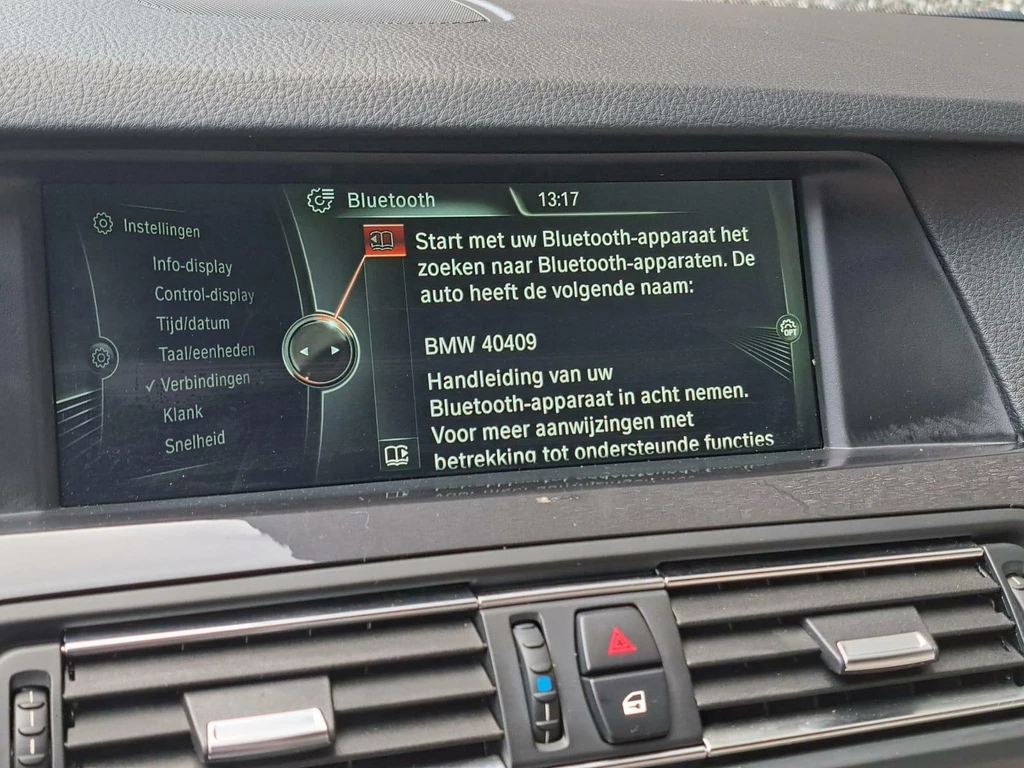 Bluetooth
13:17
Instellingen
Info-display
Control-display
Tijd/datum
Taal/eenheden
Verbindingen
Klank
Snelheid
Start met uw Bluetooth-apparaat het
zoeken naar Bluetooth-apparaten. De
auto heeft de volgende naam:
BMW 40409
Handleiding van uw
Bluetooth-apparaat in acht nemen.
Voor meer aanwijzingen met
betrekking tot ondersteunde functies
OPT